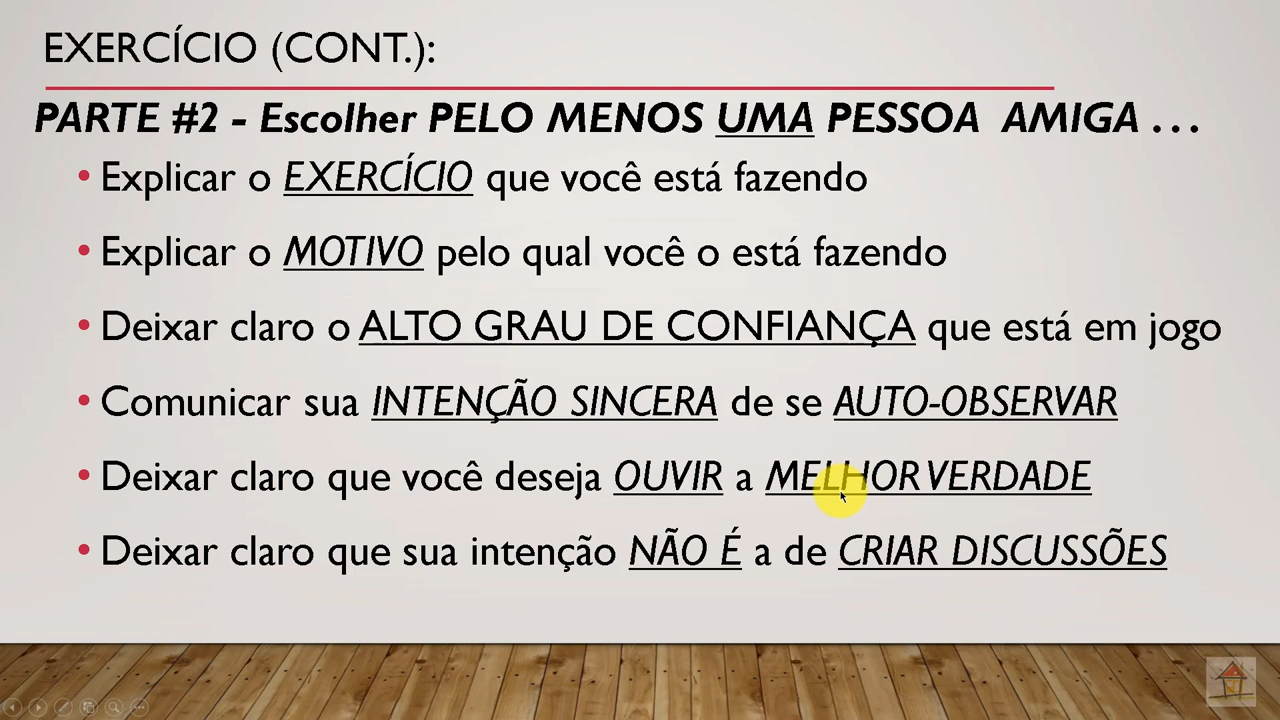 EXERCÍCIO (CONT.):
PARTE #2 - Escolher PELO MENOS UMA PESSOA AMIGA . . .
• Explicar o EXERCÍCIO que você está fazendo
• Explicar o MOTIVO pelo qual você o está fazendo
• Deixar claro o ALTO GRAU DE CONFIANÇA que está em jogo
• Comunicar sua INTENÇÃO SINCERA de se AUTO-OBSERVAR
• Deixar claro que você deseja OUVIR a MELHOR VERDADE
• Deixar claro que sua intenção NÃO É a de CRIAR DISCUSSÕES